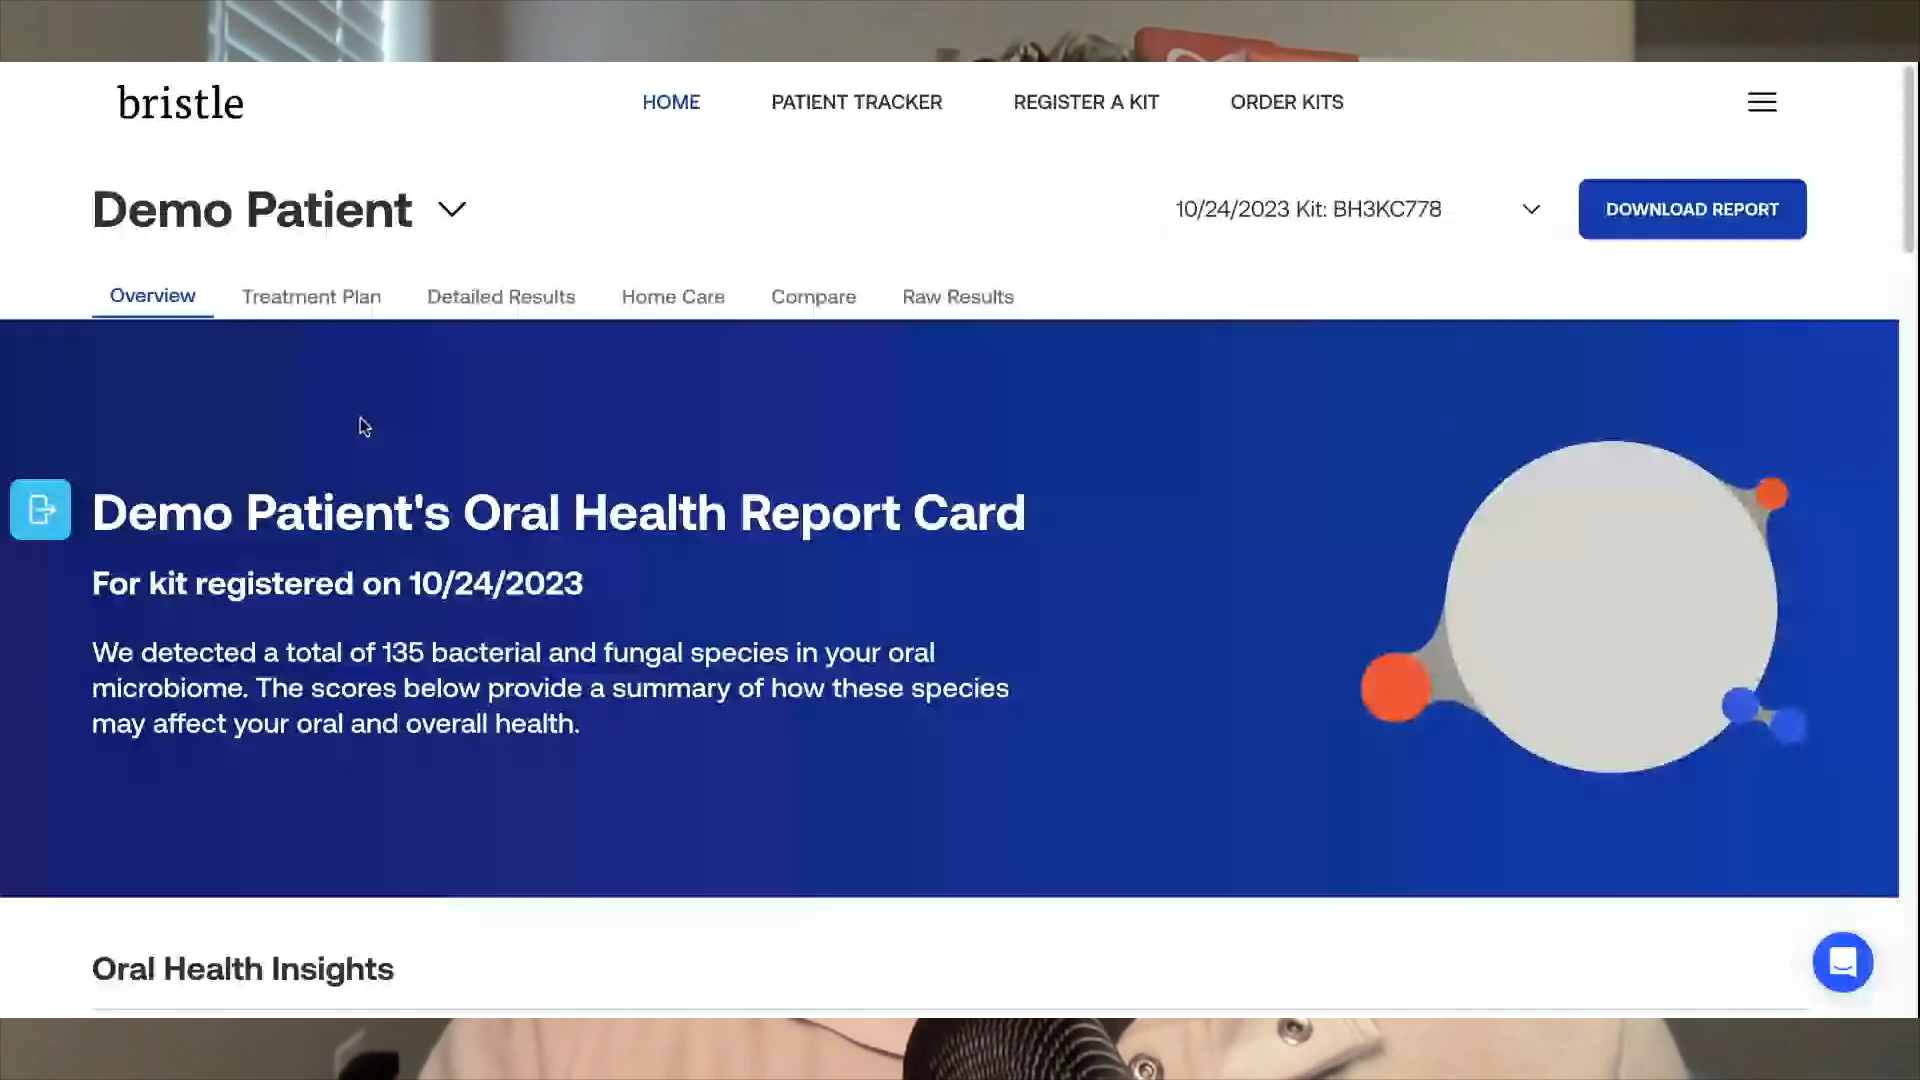 bristle
HOME PATIENT TRACKER REGISTER A KIT ORDER KITS
Demo Patient
10/24/2023 Kit: BH3KC778
DOWNLOAD REPORT
Overview Treatment Plan Detailed Results Home Care Compare Raw Results
Demo Patient's Oral Health Report Card
For kit registered on 10/24/2023
We detected a total of 135 bacterial and fungal species in your oral
microbiome. The scores below provide a summary of how these species
may affect your oral and overall health.
Oral Health Insights